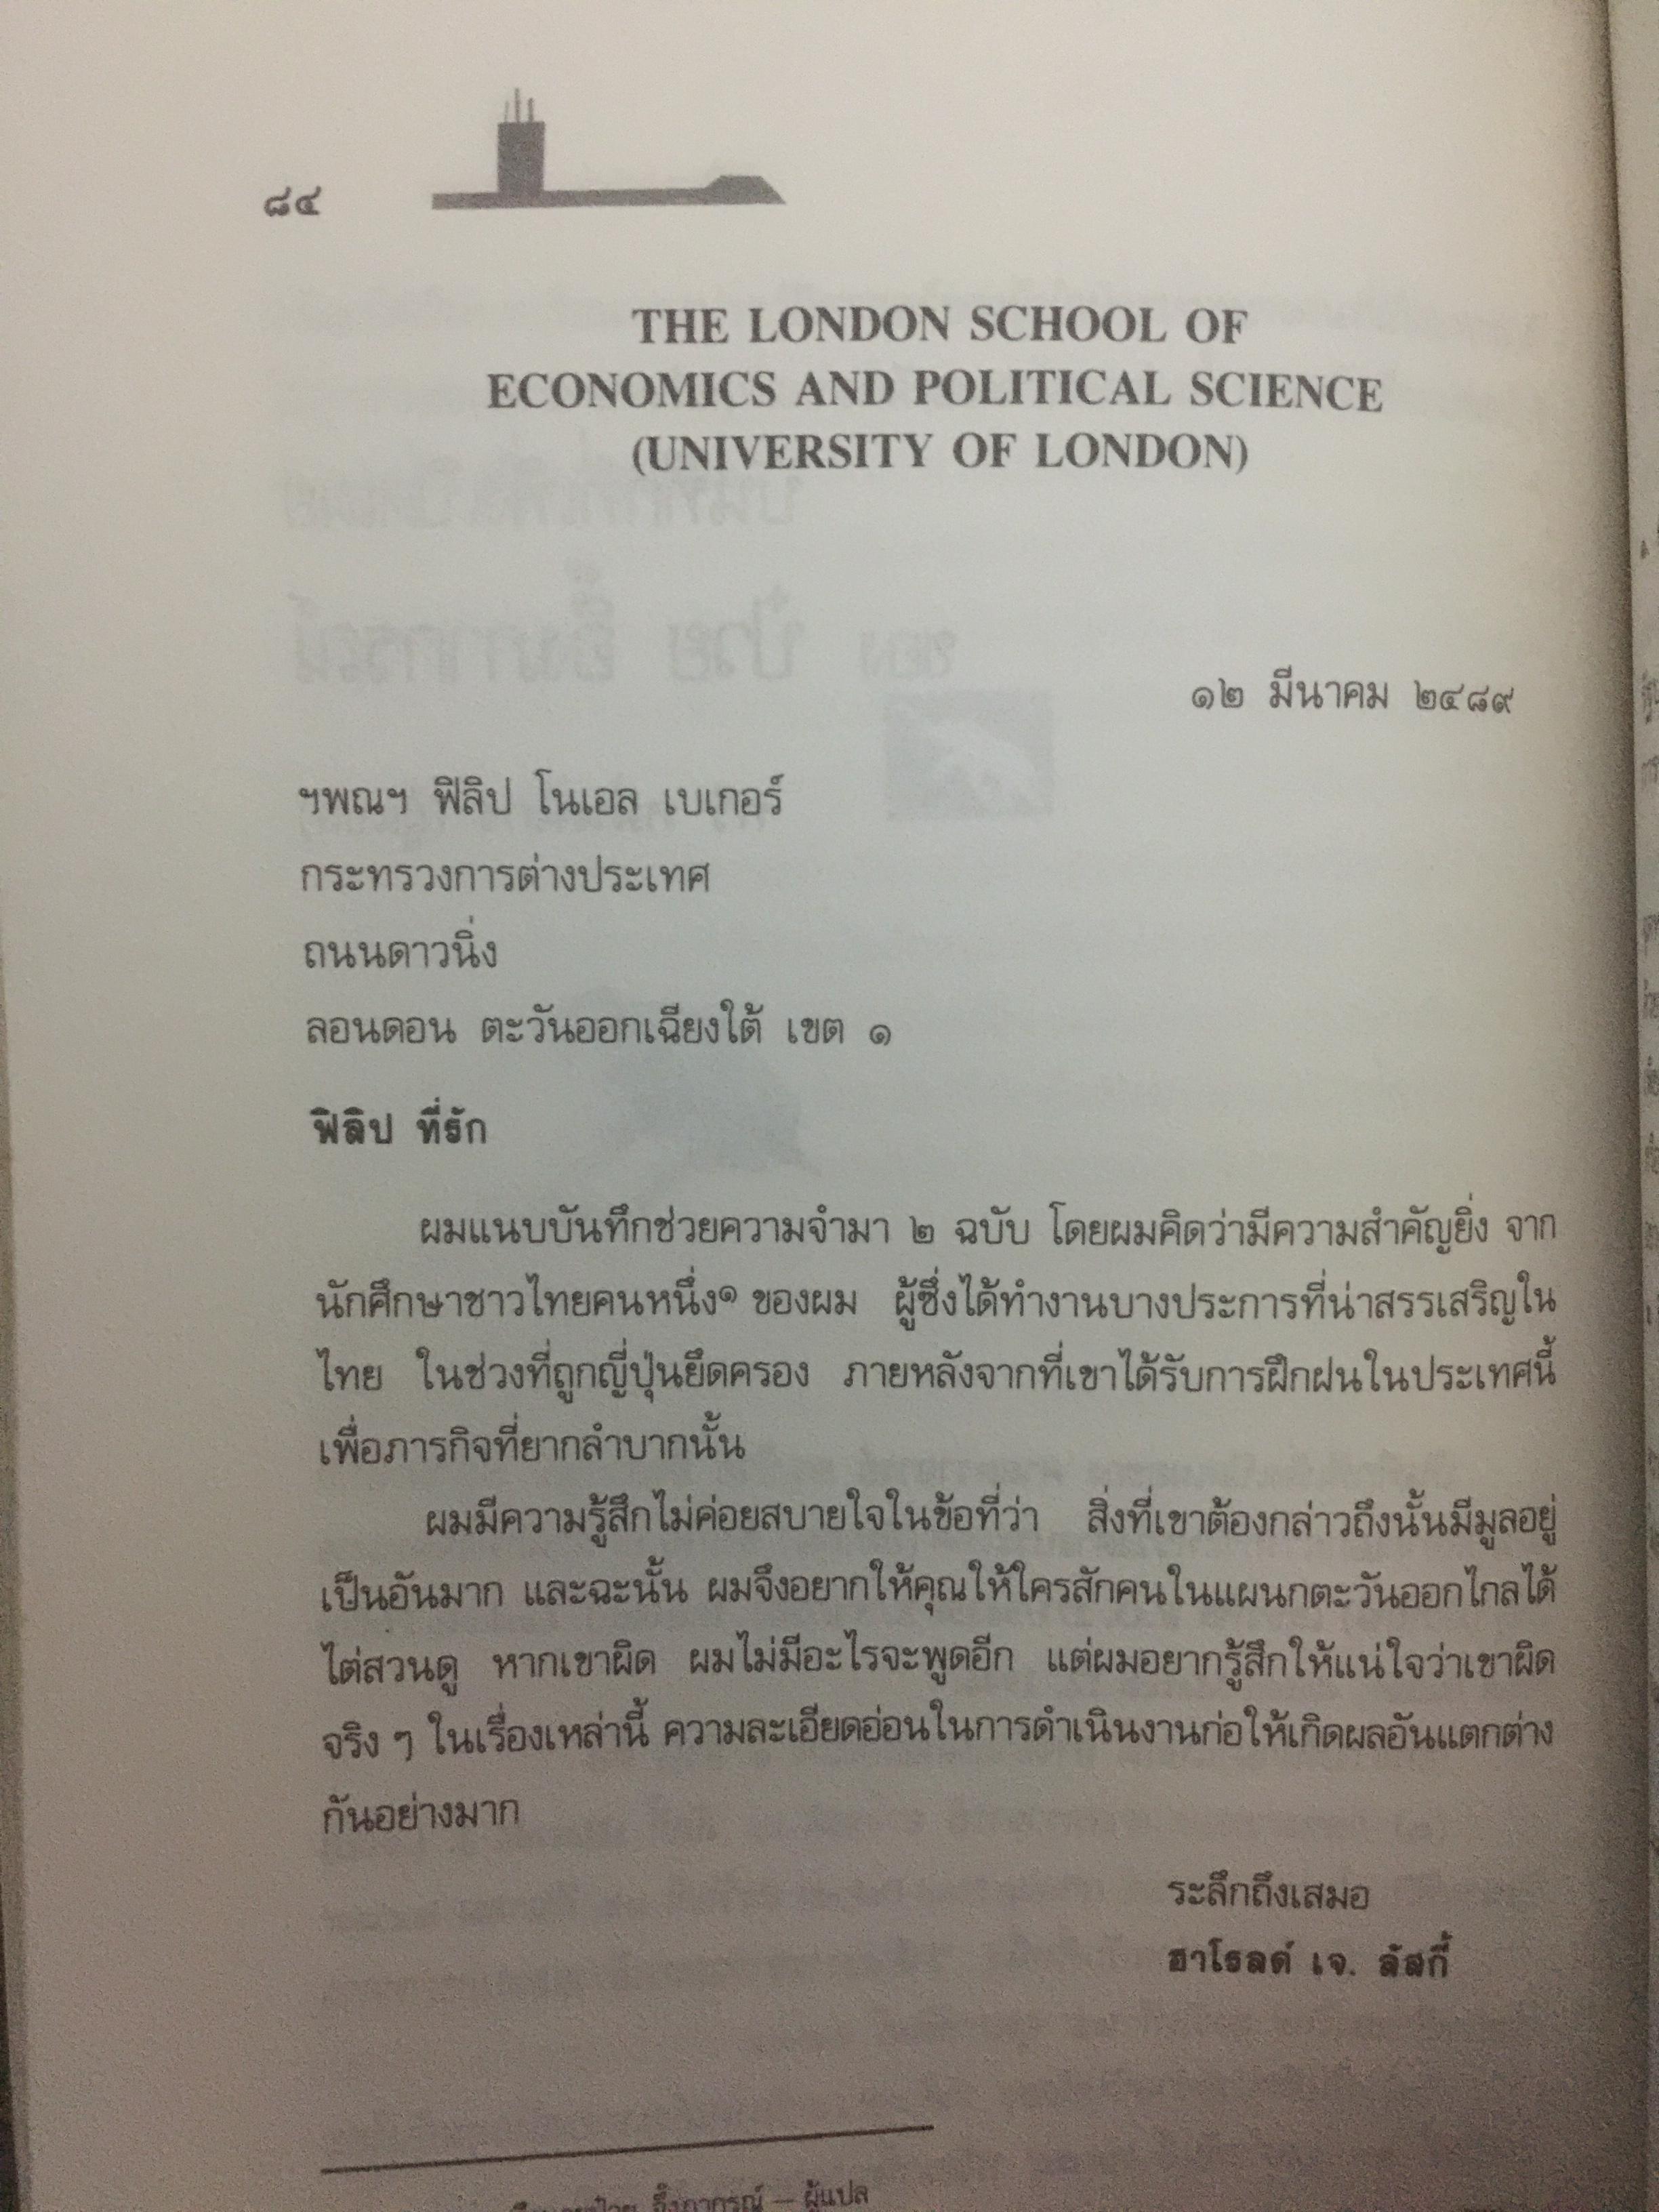 ๘๔
THE LONDON SCHOOL OF
ECONOMICS AND POLITICAL SCIENCE
(UNIVERSITY OF LONDON)
๑๒ มีนาคม ๒๔๘๙
ฯพณฯ ฟิลิป โนเอล เบเกอร์
กระทรวงการต่างประเทศ
ถนนดาวนิ่ง
ลอนดอน ตะวันออกเฉียงใต้ เขต ๑
ฟิลิป ที่รัก
ผมแนบบันทึกช่วยความจำมา ๒ ฉบับ โดยผมคิดว่ามีความสำคัญยิ่ง จาก
นักศึกษาชาวไทยคนหนึ่ง๑ ของผม ผู้ซึ่งได้ทำงานบางประการที่น่าสรรเสริญใน
ไทย ในช่วงที่ถูกญี่ปุ่นยึดครอง ภายหลังจากที่เขาได้รับการฝึกฝนในประเทศนี้
เพื่อภารกิจที่ยากลำบากนั้น
ผมมีความรู้สึกไม่ค่อยสบายใจในข้อที่ว่า สิ่งที่เขาต้องกล่าวถึงนั้นมีมูลอยู่
เป็นอันมาก และฉะนั้น ผมจึงอยากให้คุณให้ใครสักคนในแผนกตะวันออกไกลได้
ไต่สวนดู หากเขาผิด ผมไม่มีอะไรจะพูดอีก แต่ผมอยากรู้สึกให้แน่ใจว่าเขาผิด
จริง ๆ ในเรื่องเหล่านี้ ความละเอียดอ่อนในการดำเนินงานก่อให้เกิดผลอันแตกต่าง
กันอย่างมาก
ระลึกถึงเสมอ
ฮาโรลด์ เจ. ลัสกี้
ป๋วย อึ๊งภากรณ์ – ผู้แปล